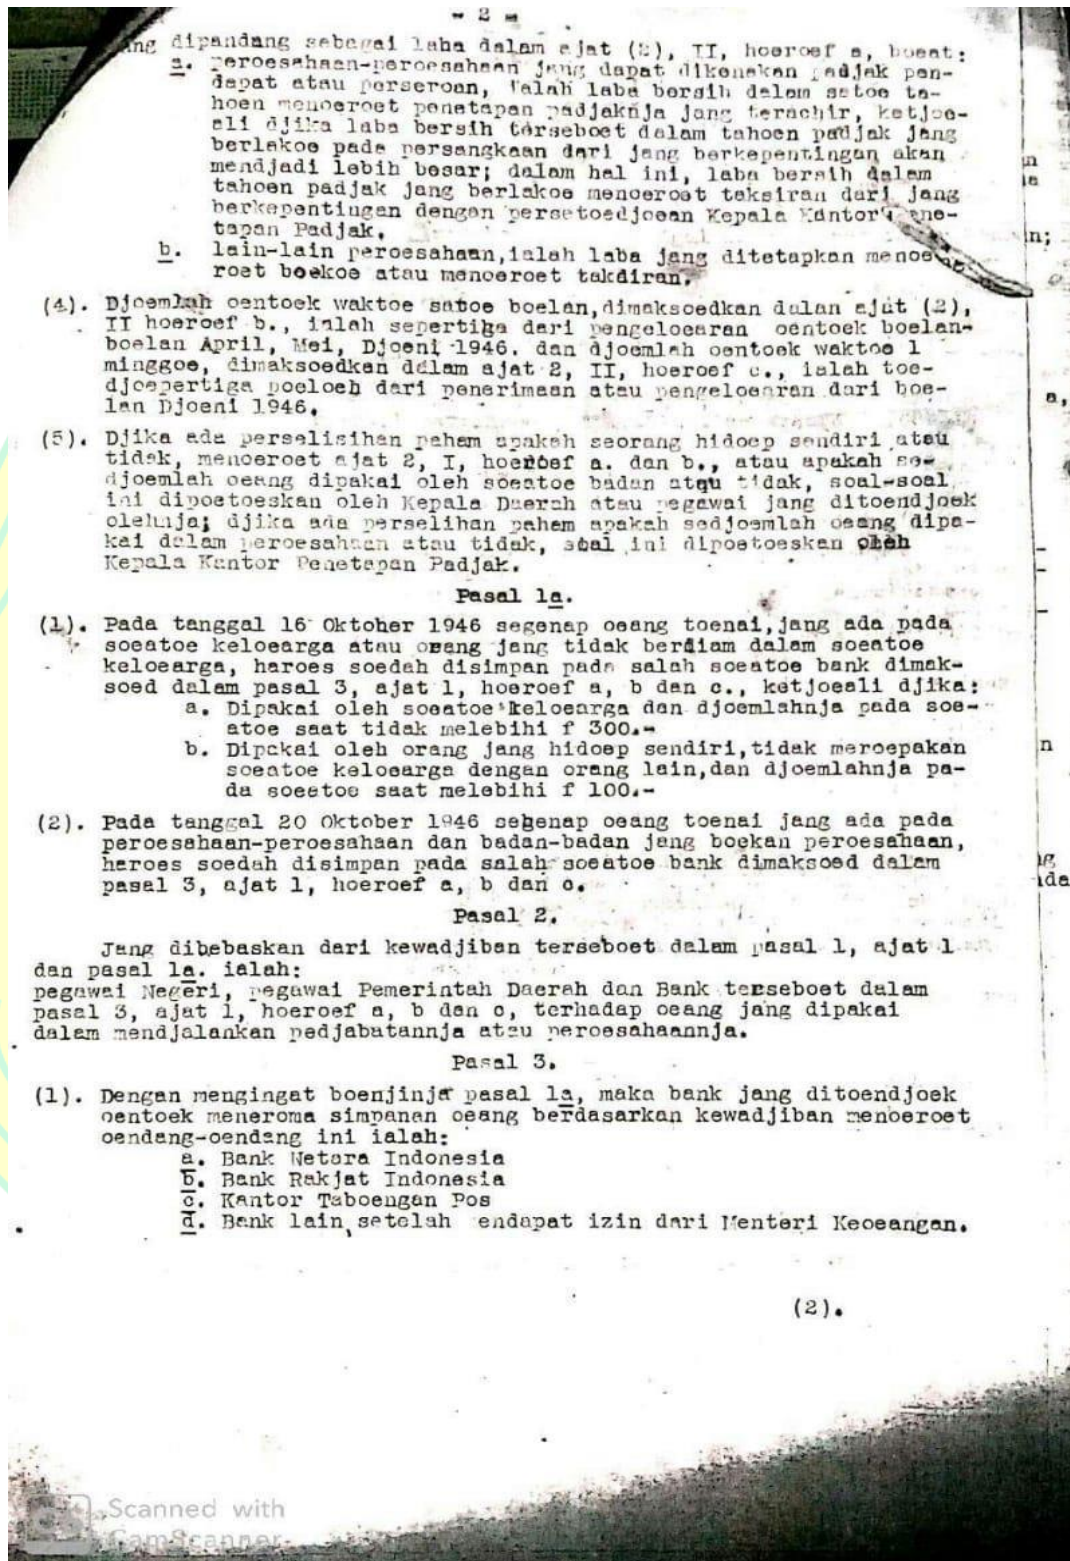 - 2 -
ang dipandang sebagai laba dalam ajat (2), II, hoeroef a, boeat:
a. peroesahaan-peroesahaan jang dapat dikenakan padjak pen-
dapat atau perseroan, ialah laba bersih dalam satoe ta-
hoen menoeroet penetapan padjaknja jang terachir, ketjoe-
ali djika laba bersih terseboet dalam tahoen padjak jang
berlakoe pada persangkaan dari jang berkepentingan akan
mendjadi lebih besar; dalam hal ini, laba bersih dalam
tahoen padjak jang berlakoe menoeroet taksiran dari jang
berkepentingan dengan persetoedjoean Kepala Kantor
tapan Padjak.
b. lain-lain peroesahaan,ialah laba jang ditetapkan menoe
roet boekoe atau menoeroet takdiran.
(4). Djoemlah oentoek waktoe satoe boelan,dimaksoedkan dalan ajat (2),
II hoeroef b., ialah sepertiga dari pengeloearan oentoek boelan-
boelan April, Mei, Djoeni 1946. dan djoemlah oentoek waktoe 1
minggoe, dimaksoedkan dalam ajat 2, II, hoeroef c., ialah toe-
djoepertiga poeloeh dari penerimaan atau pengeloearan dari boe-
lan Djoeni 1946.
(5). Djika ada perselisihan paham apakah seorang hidoep sendiri atau
tidak, menoeroet ajat 2, I, hoeroef a. dan b., atau apakah se-
djoemlah oeang dipakai oleh soeatoe badan atau tidak, soal-soal
ini dipoetoeskan oleh Kepala Daerah atau pegawai jang ditoendjoek
olehnja; djika ada perselihan paham apakah sedjoemlah oeang dipa-
kai dalam peroesahaan atau tidak, soal ini dipoetoeskan oleh
Kepala Kantor Penetapan Padjak.
Pasal 1a.
(1). Pada tanggal 16 Oktober 1946 segenap oeang toenai,jang ada pada
soeatoe keloearga atau orang jang tidak berdiam dalam soeatoe
keloearga, haroes soedah disimpan pada salah soeatoe bank dimak-
soed dalam pasal 3, ajat 1, hoeroef a, b dan c., ketjoeali djika:
a. Dipakai oleh soeatoe keloearga dan djoemlahnja pada soe-
atoe saat tidak melebihi f 300.-
b. Dipakai oleh orang jang hidoep sendiri,tidak meroepakan
soeatoe keloearga dengan orang lain,dan djoemlahnja pa-
da soeatoe saat melebihi f 100.-
(2). Pada tanggal 20 Oktober 1946 segenap oeang toenai jang ada pada
peroesahaan-peroesahaan dan badan-badan jang boekan peroesahaan,
haroes soedah disimpan pada salah soeatoe bank dimaksoed dalam
pasal 3, ajat 1, hoeroef a, b dan c.
Pasal 2.
Jang dibebaskan dari kewadjiban terseboet dalam pasal 1, ajat 1
dan pasal 1a. ialah:
pegawai Negeri, pegawai Pemerintah Daerah dan Bank terseboet dalam
pasal 3, ajat 1, hoeroef a, b dan c, terhadap oeang jang dipakai
dalam mendjalankan pedjabatannja atau peroesahaannja.
Pasal 3.
(1). Dengan mengingat boenjinja pasal 1a, maka bank jang ditoendjoek
oentoek meneroma simpanan oeang berdasarkan kewadjiban menoeroet
oendang-oendang ini ialah:
a. Bank Netara Indonesia
b. Bank Rakjat Indonesia
c. Kantor Taboengan Pos
d. Bank lain setelah endapat izin dari Menteri Keoeangan.
(2).
Scanned with
CamScanner